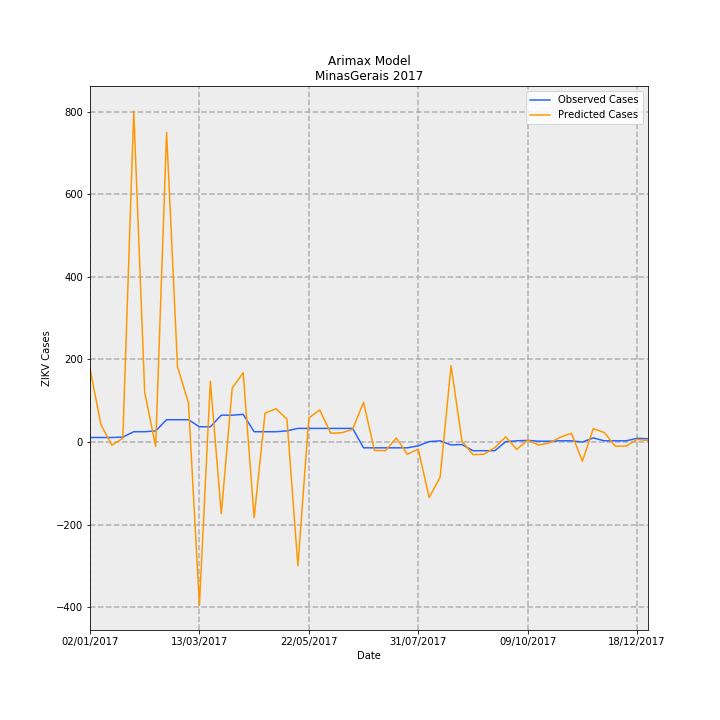 Arimax Model
MinasGerais 2017
Observed Cases
Predicted Cases
800
600
400
200
0
−200
−400
ZIKV Cases
02/01/2017
13/03/2017
22/05/2017
31/07/2017
09/10/2017
18/12/2017
Date